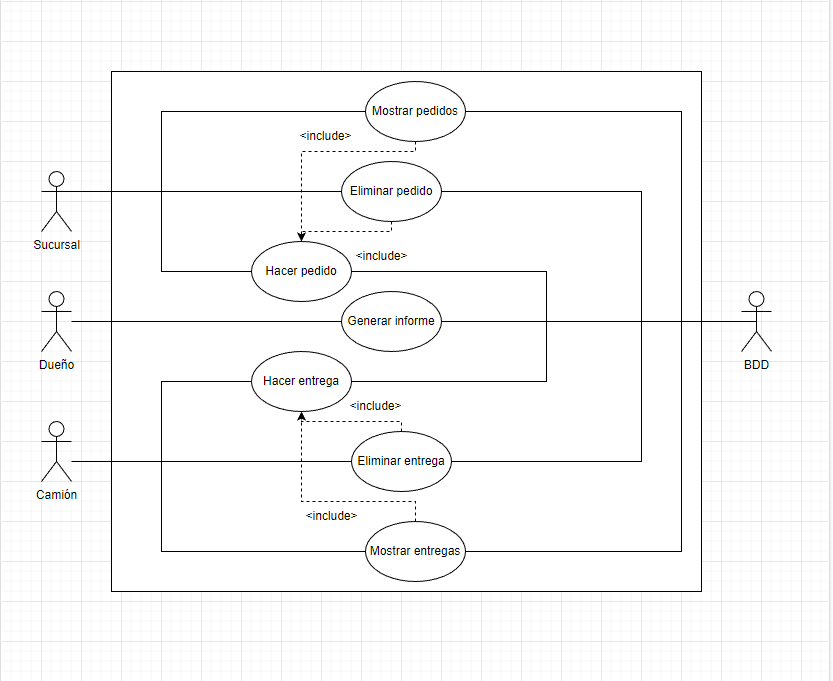 Mostrar pedidos
<include>
Eliminar pedido
Sucursal
<include>
Hacer pedido
Generar informe
Dueño
BDD
Hacer entrega
<include>
Eliminar entrega
Camión
<include>
Mostrar entregas